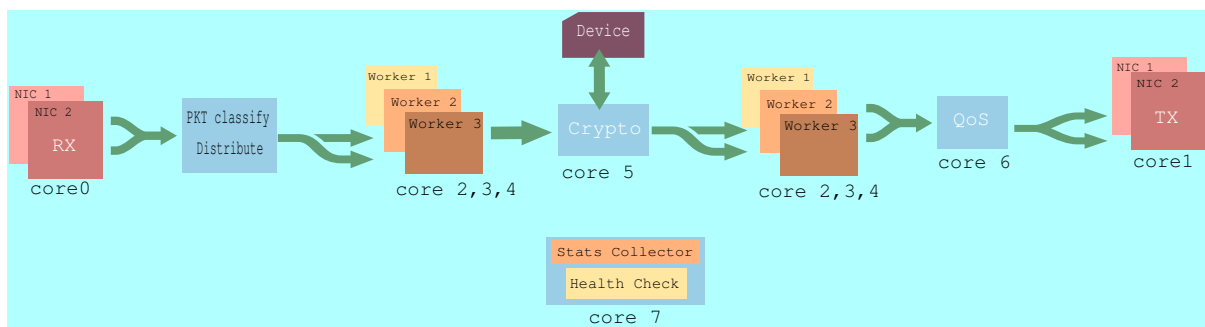 Device
NIC 1
NIC 2
RX
core0
PKT classify
Distribute
Worker 1
Worker 2
Worker 3
core 2,3,4
Crypto
core 5
Worker 1
Worker 2
Worker 3
core 2,3,4
QoS
core 6
NIC 1
NIC 2
TX
core1
Stats Collector
Health Check
core 7